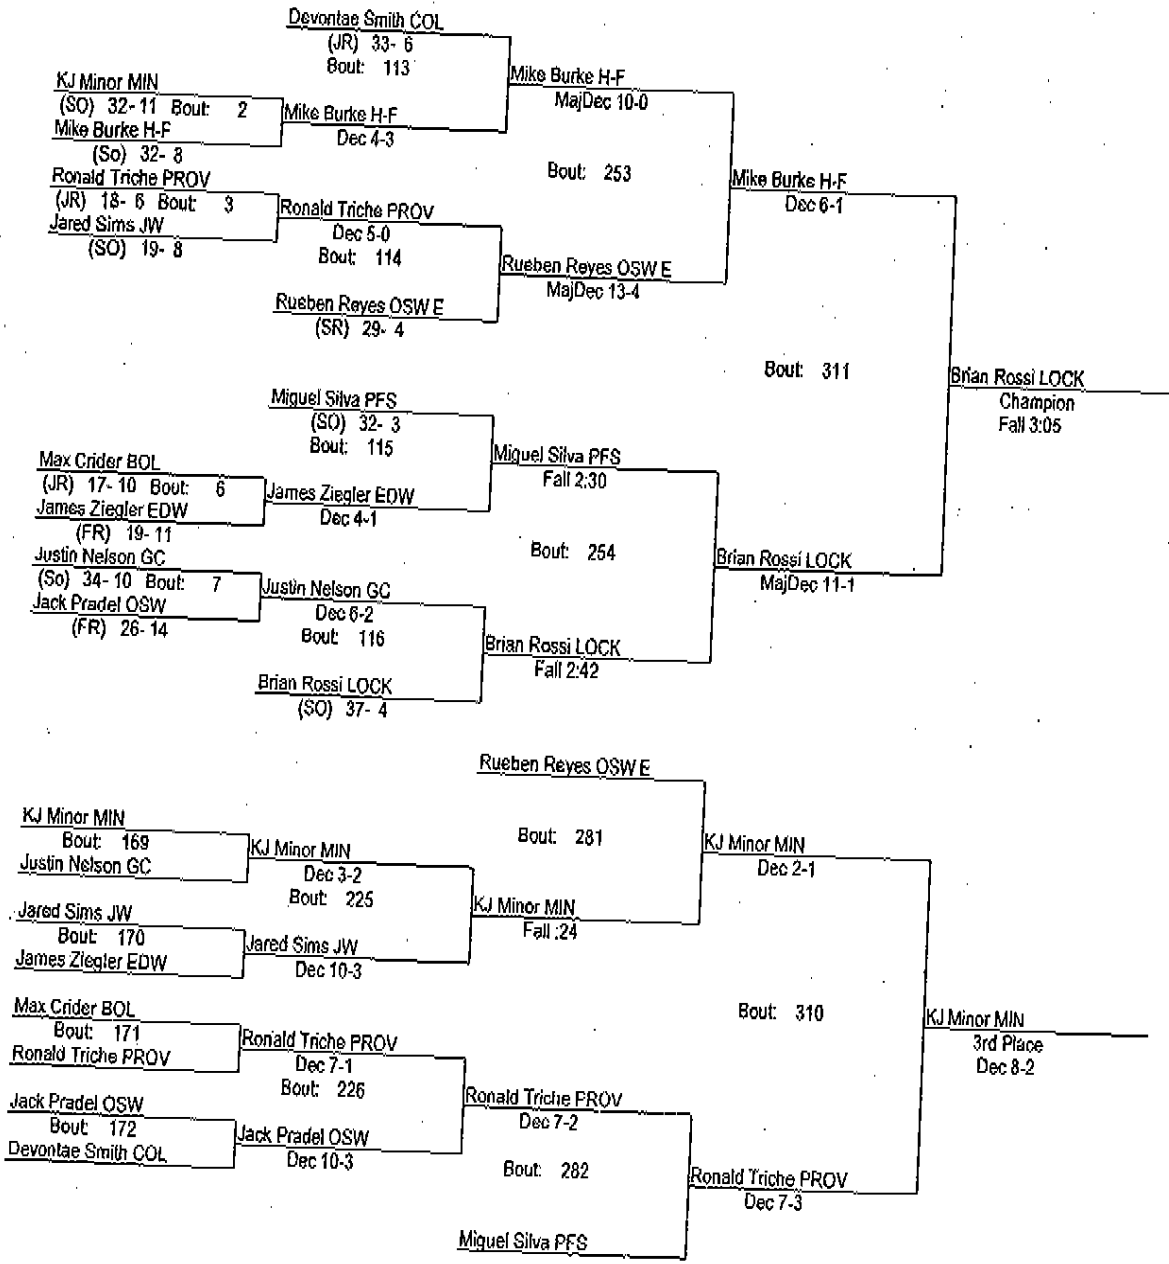 Devontae Smith COL
(JR) 33- 6
Bout: 113
KJ Minor MIN
(SO) 32- 11 Bout: 2
Mike Burke H-F
(So) 32- 8
Mike Burke H-F
Dec 4-3
Mike Burke H-F
MajDec 10-0
Ronald Triche PROV
(JR) 18- 6 Bout: 3
Jared Sims JW
(SO) 19- 8
Ronald Triche PROV
Dec 5-0
Bout: 114
Rueben Reyes OSW E
(SR) 29- 4
Rueben Reyes OSW E
MajDec 13-4
Bout: 253
Mike Burke H-F
Dec 6-1
Miguel Silva PFS
(SO) 32- 3
Bout: 115
Max Crider BOL
(JR) 17- 10 Bout: 6
James Ziegler EDW
(FR) 19- 11
James Ziegler EDW
Dec 4-1
Miguel Silva PFS
Fall 2:30
Justin Nelson GC
(So) 34- 10 Bout: 7
Jack Pradel OSW
(FR) 26- 14
Justin Nelson GC
Dec 6-2
Bout: 116
Brian Rossi LOCK
(SO) 37- 4
Brian Rossi LOCK
Fall 2:42
Bout: 254
Brian Rossi LOCK
MajDec 11-1
Bout: 311
Brian Rossi LOCK
Champion
Fall 3:05
Rueben Reyes OSW E
KJ Minor MIN
Bout: 169
Justin Nelson GC
KJ Minor MIN
Dec 3-2
Bout: 225
Jared Sims JW
Bout: 170
James Ziegler EDW
Jared Sims JW
Dec 10-3
KJ Minor MIN
Fall :24
Bout: 281
KJ Minor MIN
Dec 2-1
Max Crider BOL
Bout: 171
Ronald Triche PROV
Ronald Triche PROV
Dec 7-1
Bout: 226
Jack Pradel OSW
Bout: 172
Devontae Smith COL
Jack Pradel OSW
Dec 10-3
Ronald Triche PROV
Dec 7-2
Bout: 282
Miguel Silva PFS
Ronald Triche PROV
Dec 7-3
Bout: 310
KJ Minor MIN
3rd Place
Dec 8-2